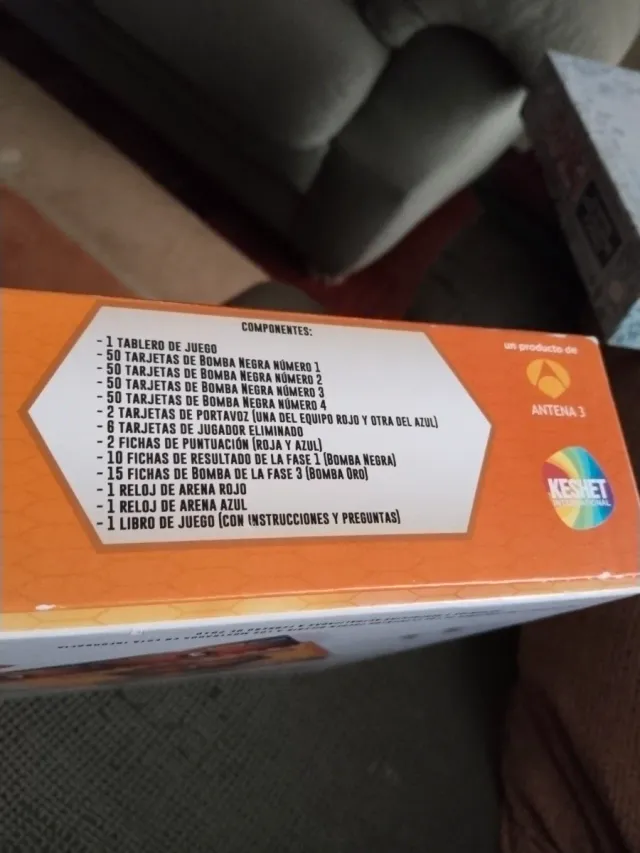 COMPONENTES:
- 1 TABLERO DE JUEGO
- 50 TARJETAS DE BOMBA NEGRA NÚMERO 1
- 50 TARJETAS DE BOMBA NEGRA NÚMERO 2
- 50 TARJETAS DE BOMBA NEGRA NÚMERO 3
- 50 TARJETAS DE BOMBA NEGRA NÚMERO 4
- 2 TARJETAS DE PORTAVOZ (UNA DEL EQUIPO ROJO Y OTRA DEL AZUL)
- 6 TARJETAS DE JUGADOR ELIMINADO
- 2 FICHAS DE PUNTUACIÓN (ROJA Y AZUL)
- 10 FICHAS DE RESULTADO DE LA FASE 1 (BOMBA NEGRA)
- 15 FICHAS DE BOMBA DE LA FASE 3 (BOMBA ORO)
- 1 RELOJ DE ARENA ROJO
- 1 RELOJ DE ARENA AZUL
- 1 LIBRO DE JUEGO (CON INSTRUCCIONES Y PREGUNTAS)
un producto de
ANTENA 3
KESHET
INTERNATIONAL